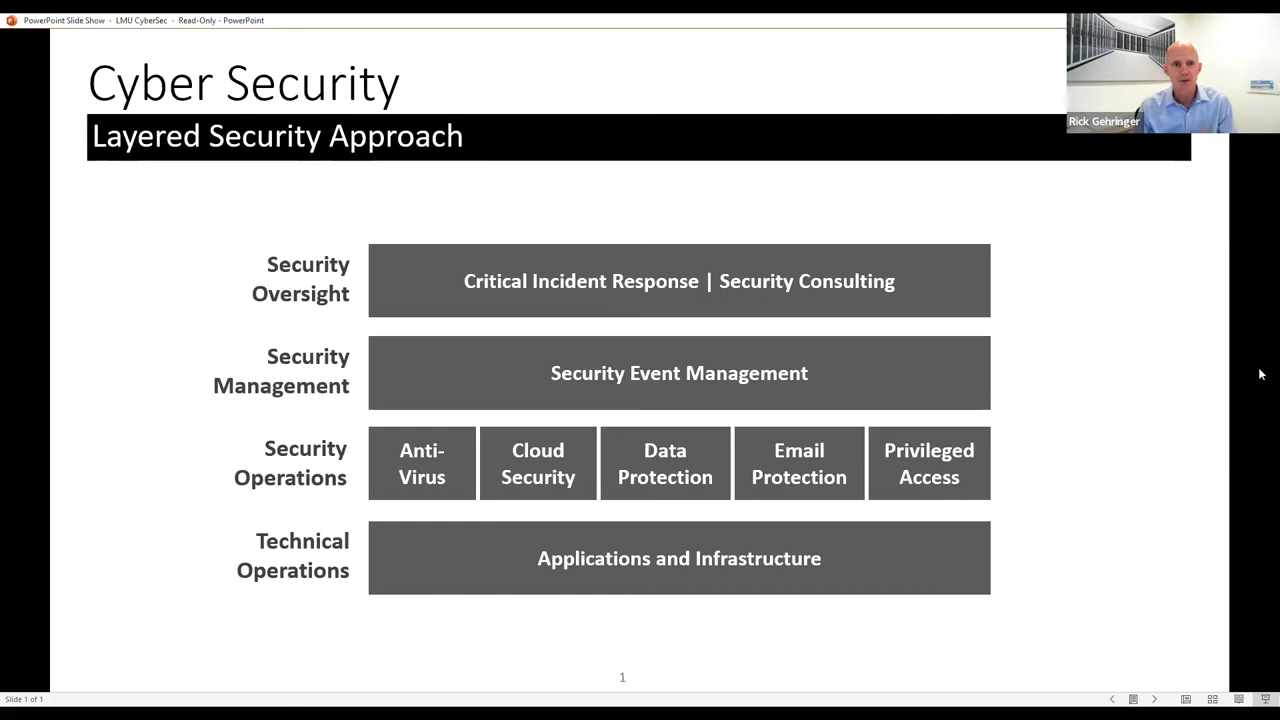 PowerPoint Slide Show - LMU CyberSec - Read-Only - PowerPoint
Cyber Security
Layered Security Approach
Rick Gehringer
Security
Oversight
Critical Incident Response | Security Consulting
Security
Management
Security Event Management
Security
Operations
Anti-
Virus
Cloud
Security
Data
Protection
Email
Protection
Privileged
Access
Technical
Operations
Applications and Infrastructure
1
Slide 1 of 1